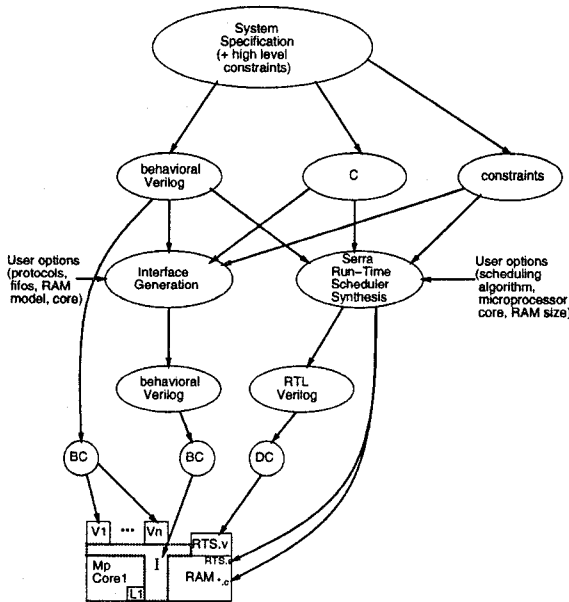 System
Specification
(+ high level
constraints)
behavioral
Verilog
C
constraints
User options
(protocols,
fifos, RAM
model, core)
Interface
Generation
Serra
Run-Time
Scheduler
Synthesis
User options
(scheduling
algorithm,
microprocessor
core, RAM size)
behavioral
Verilog
RTL
Verilog
BC
BC
DC
V1
...
Vn
RTS.v
I
Mp
Core1
L1
RAM
.c